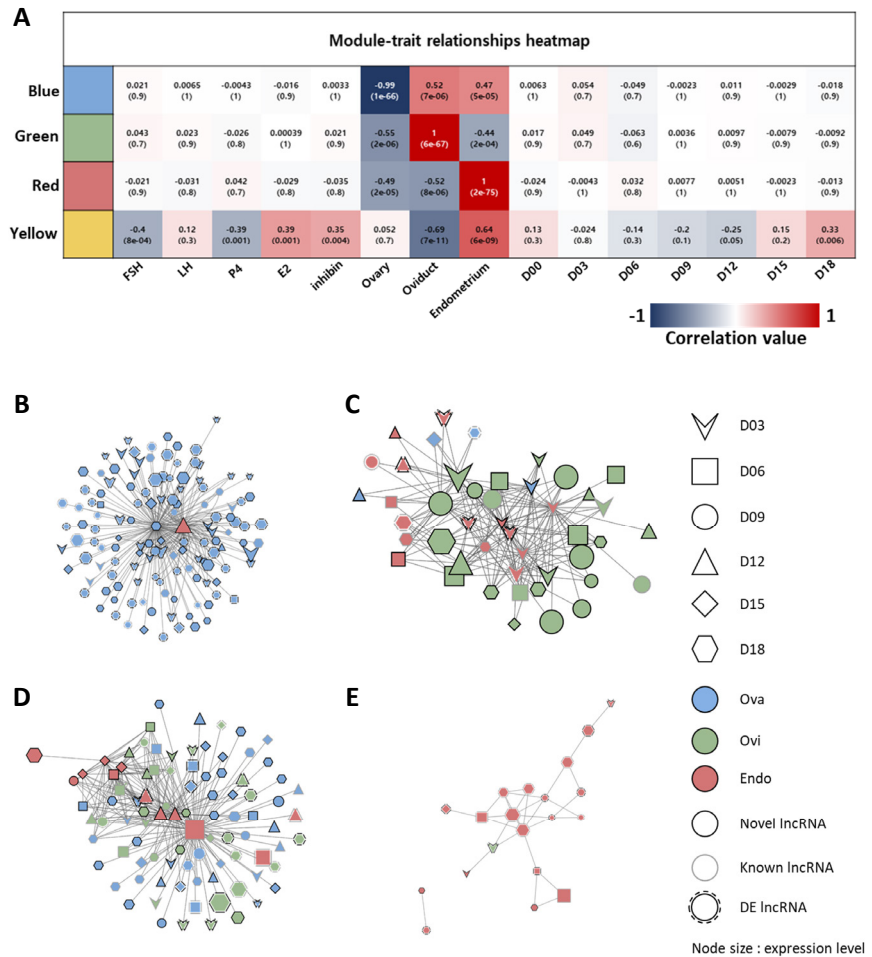 A
Module-trait relationships heatmap
Blue 0.021 0.0065 -0.0043 -0.016 0.0033 -0.99 0.52 0.47 0.0063 0.054 -0.049 -0.0023 0.011 -0.0029 -0.018
(0.9) (1) (1) (0.9) (1) (1e-66) (7e-06) (5e-05) (1) (0.7) (0.7) (1) (0.9) (1) (0.9)
Green 0.043 0.023 -0.026 0.00039 0.021 -0.55 1 -0.44 0.017 0.049 -0.063 0.0036 0.0097 -0.0079 -0.0092
(0.7) (0.9) (0.8) (1) (0.9) (2e-06) (6e-67) (2e-04) (0.9) (0.7) (0.6) (1) (0.9) (0.9) (0.9)
Red -0.021 -0.031 0.042 -0.029 -0.035 -0.49 -0.52 1 -0.024 -0.0043 0.032 0.0077 0.0051 -0.0023 -0.013
(0.9) (0.8) (0.7) (0.8) (0.8) (2e-05) (8e-06) (2e-75) (0.9) (1) (0.8) (1) (1) (1) (0.9)
Yellow -0.4 0.12 -0.39 0.39 0.35 0.052 -0.69 0.64 0.13 -0.024 -0.14 -0.2 -0.25 0.15 0.33
(8e-04) (0.3) (0.001) (0.001) (0.004) (0.7) (7e-11) (6e-09) (0.3) (0.8) (0.3) (0.1) (0.05) (0.2) (0.006)
FSH LH P4 E2 inhibin Ovary Oviduct Endometrium D00 D03 D06 D09 D12 D15 D18
-1 1
Correlation value
B
C
D03
D06
D09
D12
D15
D18
D
E
Ova
Ovi
Endo
Novel lncRNA
Known lncRNA
DE lncRNA
Node size : expression level